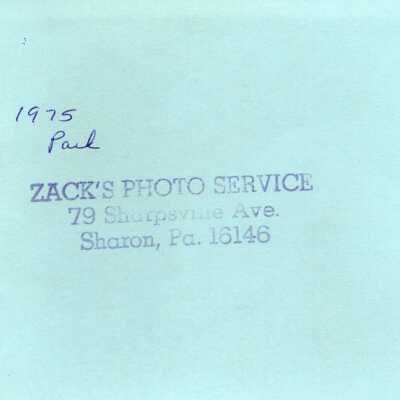 1975
Paul
ZACK'S PHOTO SERVICE
79 Sharpsville Ave.
Sharon, Pa. 16146